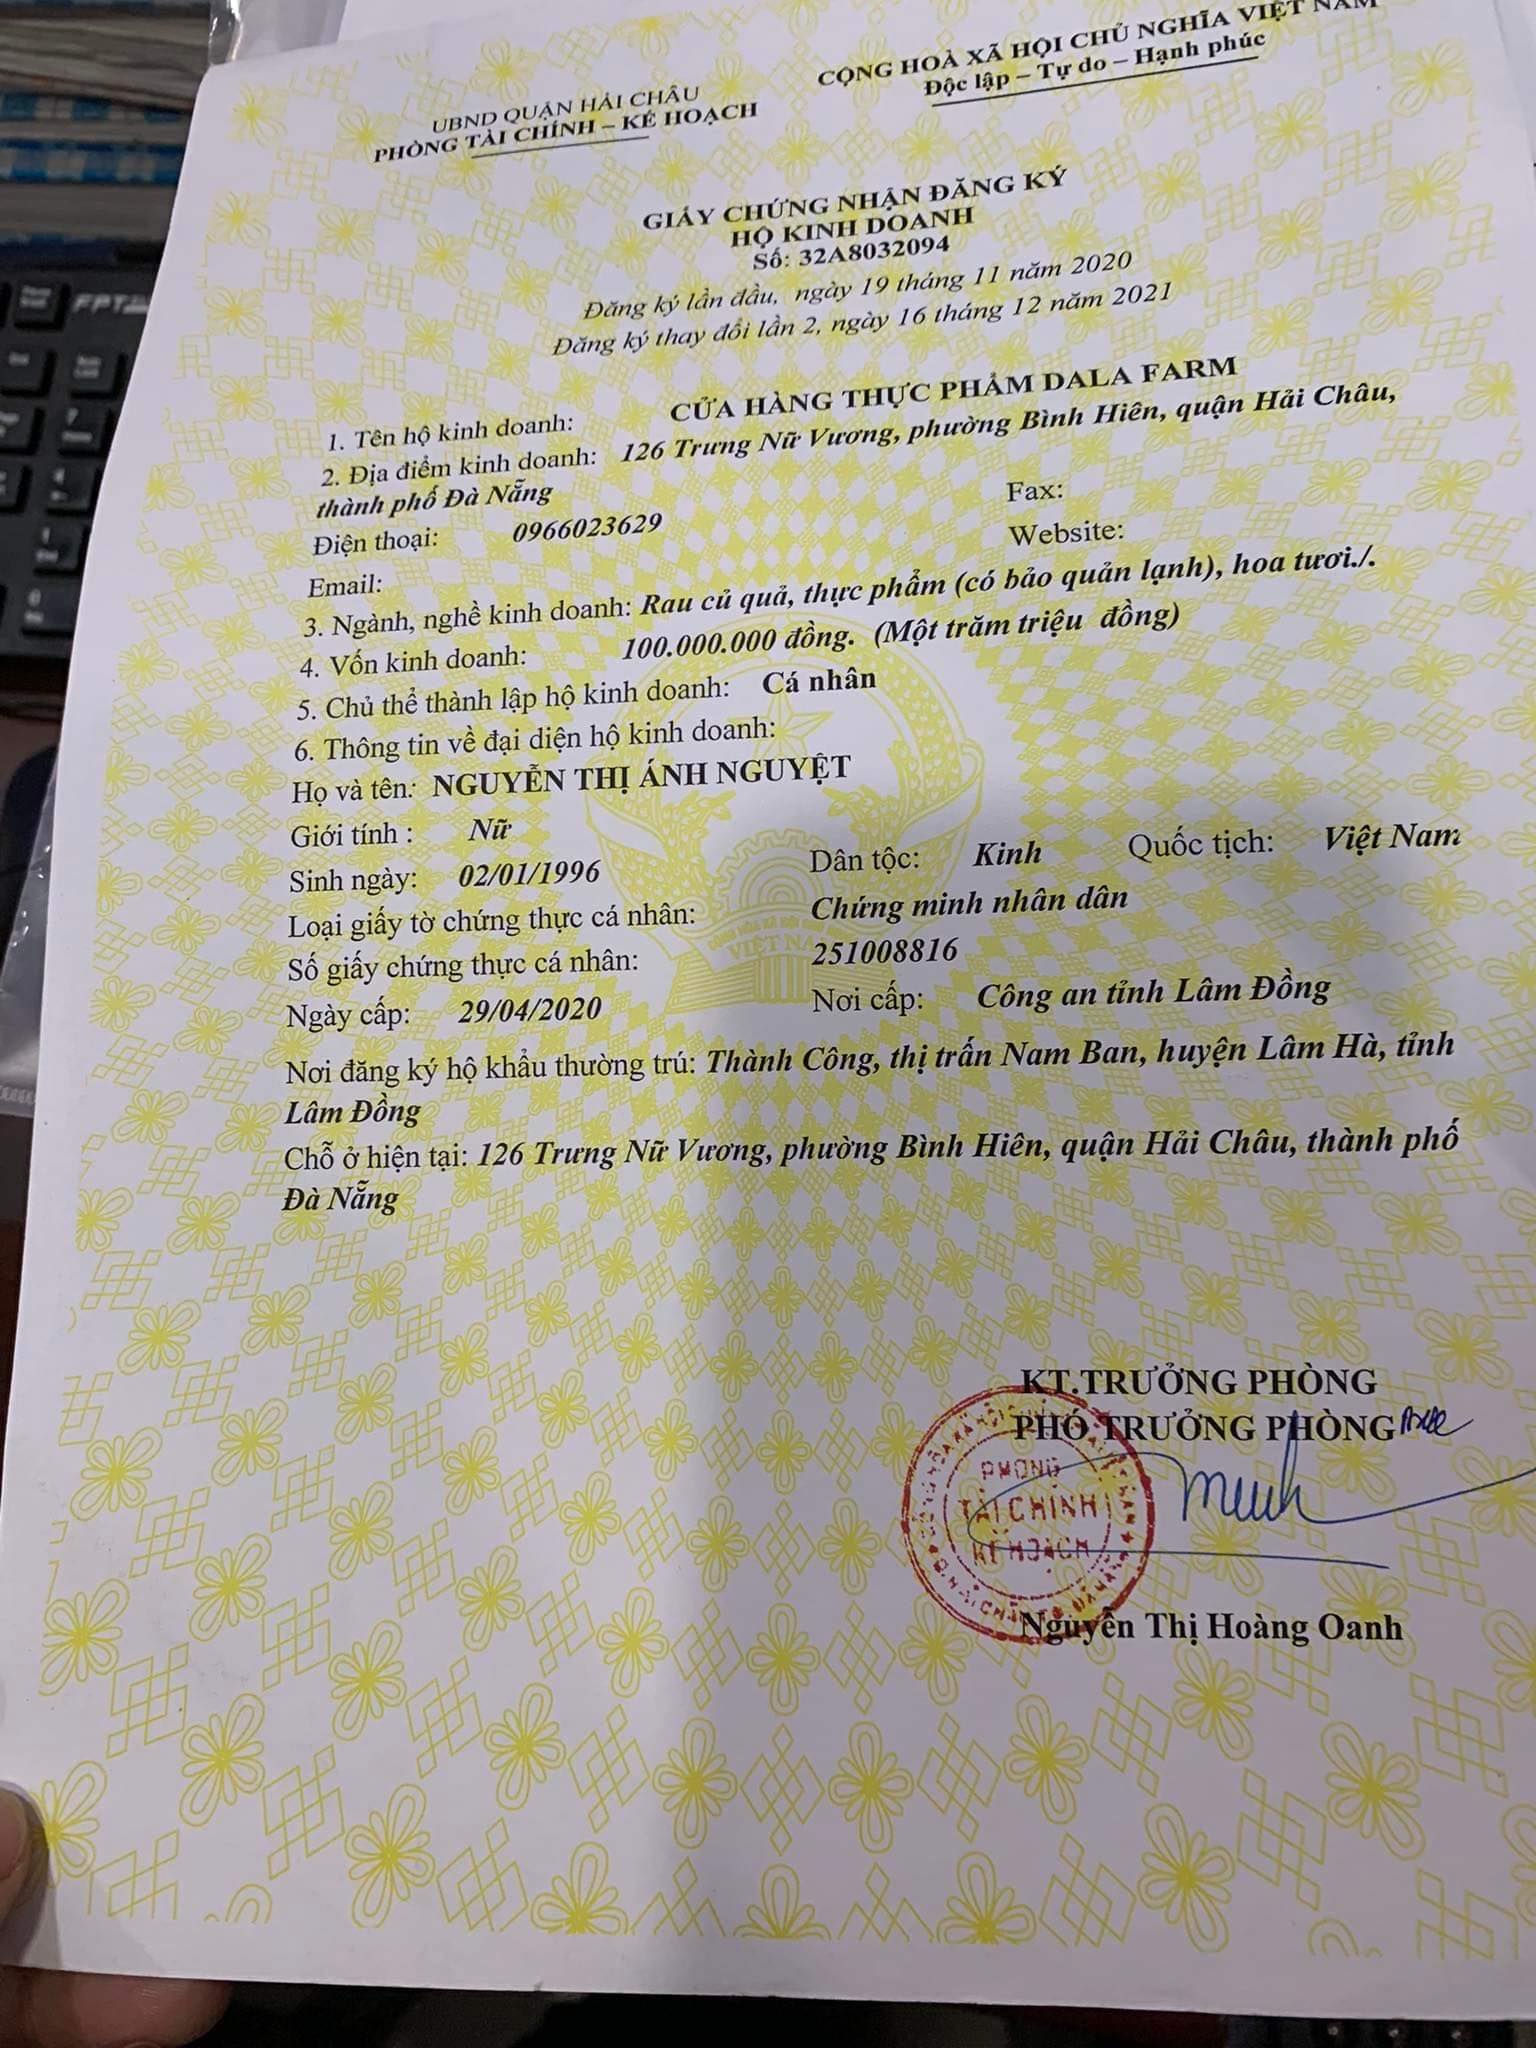 UBND QUẬN HẢI CHÂU
PHÒNG TÀI CHÍNH – KẾ HOẠCH
CỘNG HOÀ XÃ HỘI CHỦ NGHĨA VIỆT NAM
Độc lập – Tự do – Hạnh phúc
GIẤY CHỨNG NHẬN ĐĂNG KÝ
HỘ KINH DOANH
Số: 32A8032094
Đăng ký lần đầu, ngày 19 tháng 11 năm 2020
Đăng ký thay đổi lần 2, ngày 16 tháng 12 năm 2021
1. Tên hộ kinh doanh: CỬA HÀNG THỰC PHẨM DALA FARM
2. Địa điểm kinh doanh: 126 Trưng Nữ Vương, phường Bình Hiên, quận Hải Châu,
thành phố Đà Nẵng
Điện thoại: 0966023629 Fax:
Email: Website:
3. Ngành, nghề kinh doanh: Rau củ quả, thực phẩm (có bảo quản lạnh), hoa tươi./.
4. Vốn kinh doanh: 100.000.000 đồng. (Một trăm triệu đồng)
5. Chủ thể thành lập hộ kinh doanh: Cá nhân
6. Thông tin về đại diện hộ kinh doanh:
Họ và tên: NGUYỄN THỊ ÁNH NGUYỆT
Giới tính : Nữ
Sinh ngày: 02/01/1996 Dân tộc: Kinh Quốc tịch: Việt Nam
Loại giấy tờ chứng thực cá nhân: Chứng minh nhân dân
Số giấy chứng thực cá nhân: 251008816
Ngày cấp: 29/04/2020 Nơi cấp: Công an tỉnh Lâm Đồng
Nơi đăng ký hộ khẩu thường trú: Thành Công, thị trấn Nam Ban, huyện Lâm Hà, tỉnh
Lâm Đồng
Chỗ ở hiện tại: 126 Trưng Nữ Vương, phường Bình Hiên, quận Hải Châu, thành phố
Đà Nẵng
KT.TRƯỞNG PHÒNG
PHÓ TRƯỞNG PHÒNG
PHÒNG
TÀI CHÍNH
KẾ HOẠCH
Nguyễn Thị Hoàng Oanh
VIỆT NAM
FPT